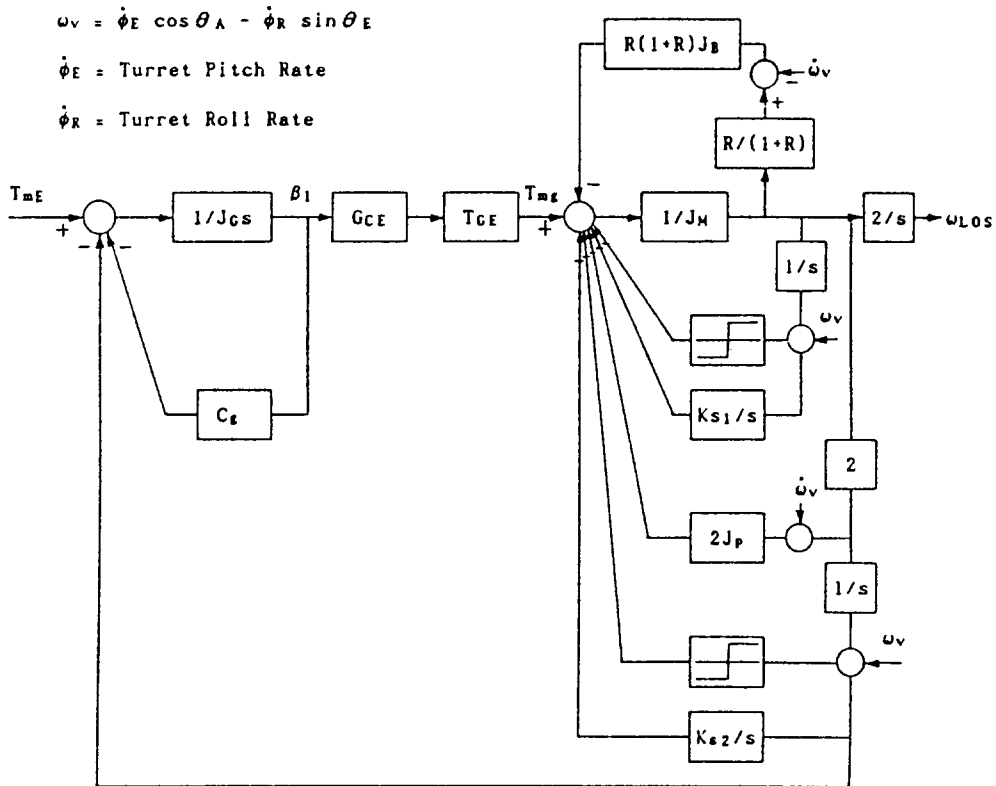 ωv = φ̇E cos θA - φ̇R sin θE
φ̇E = Turret Pitch Rate
φ̇R = Turret Roll Rate
R(1+R)JB
- ω̇v
+
R/(1+R)
TmE
+
-
-
1/JGs
β1
GCE
TGE
Tmg
+
-
1/JM
2/s
ωLOS
1/s
ωv
Cg
Ks1/s
2
ω̇v
2Jp
1/s
ωv
Ks2/s